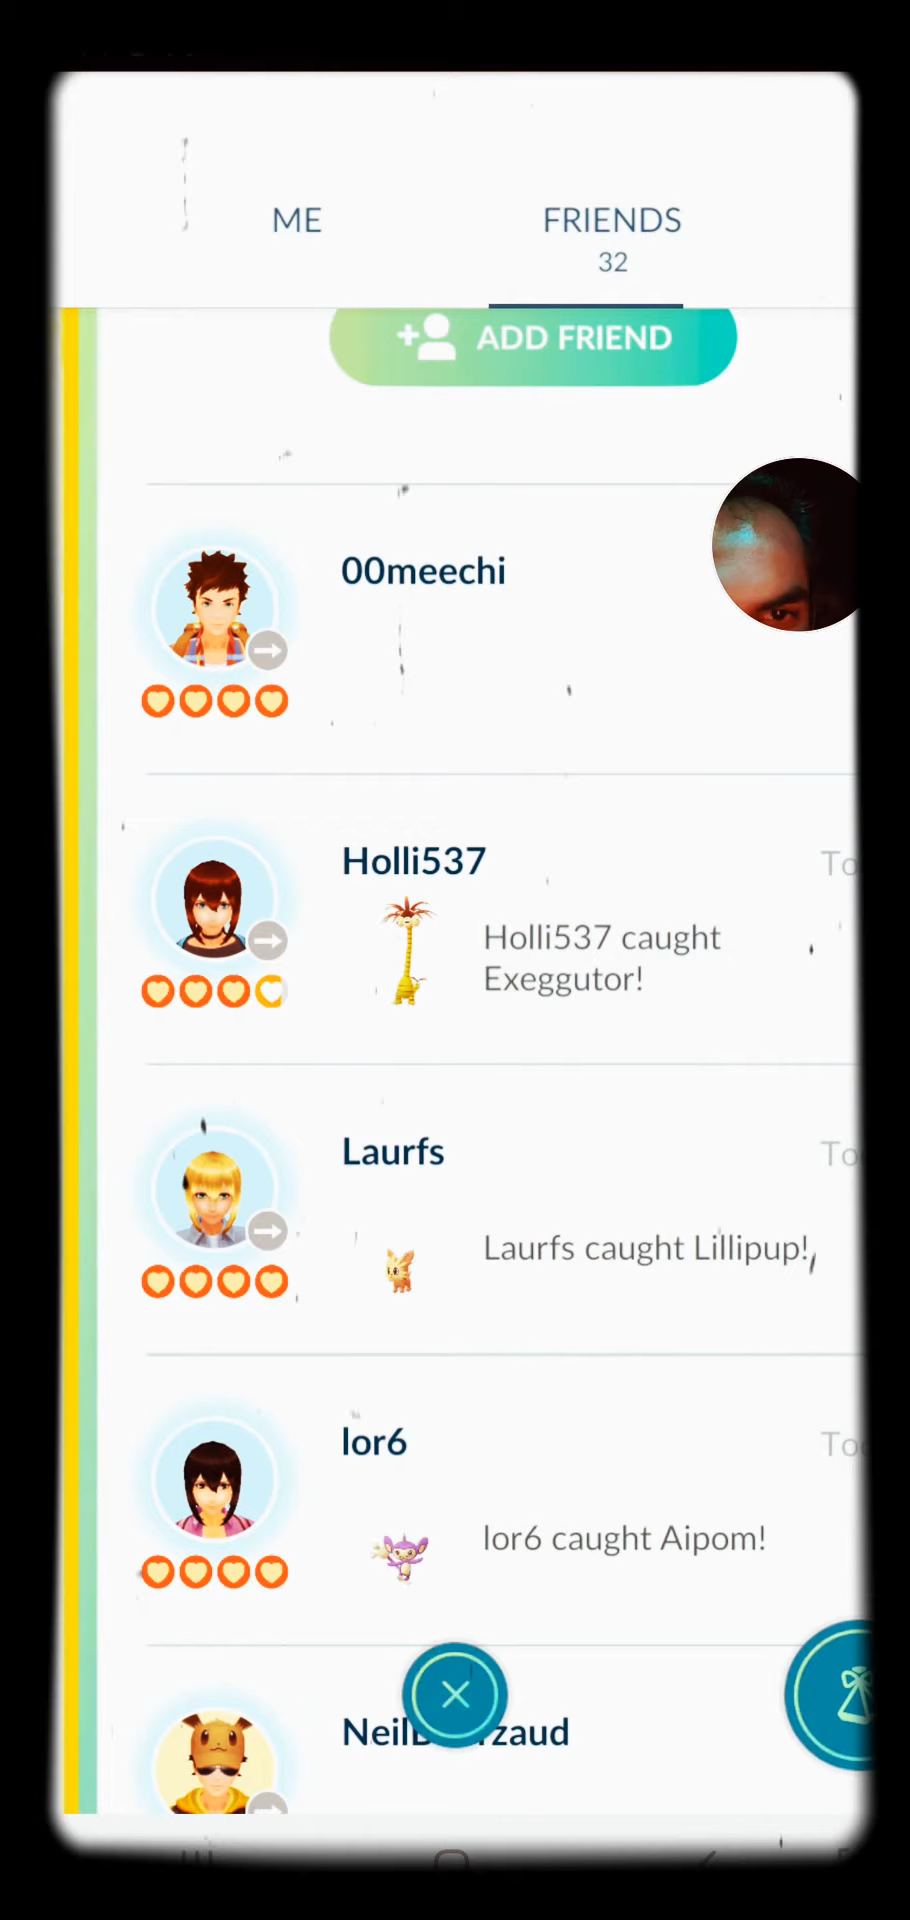 ME
FRIENDS
32
ADD FRIEND
00meechi
Holli537
Holli537 caught
Exeggutor!
Laurfs
Laurfs caught Lillipup!
lor6
lor6 caught Aipom!